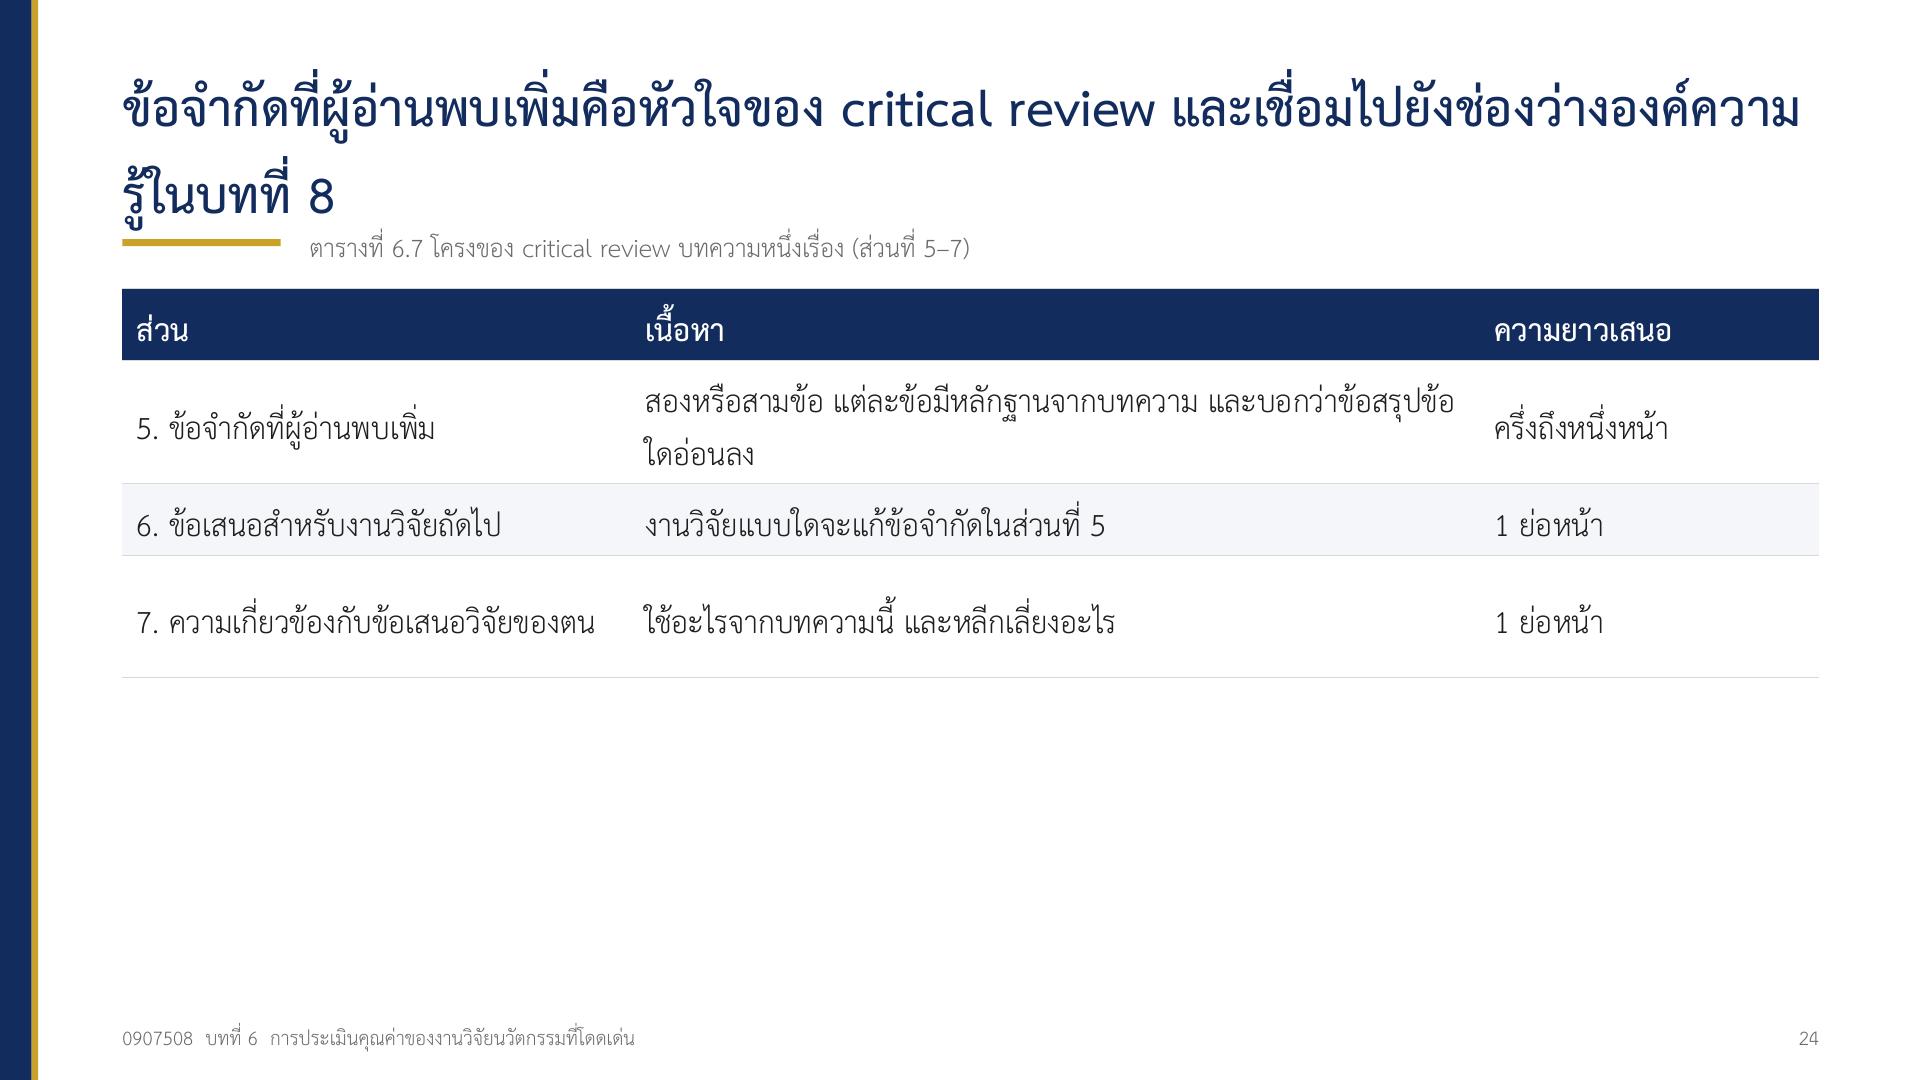 ข้อจำกัดที่ผู้อ่านพบเพิ่มคือหัวใจของ critical review และเชื่อมไปยังช่องว่างองค์ความ
รู้ในบทที่ 8
ตารางที่ 6.7 โครงของ critical review บทความหนึ่งเรื่อง (ส่วนที่ 5–7)
ส่วน เนื้อหา ความยาวเสนอ
5. ข้อจำกัดที่ผู้อ่านพบเพิ่ม สองหรือสามข้อ แต่ละข้อมีหลักฐานจากบทความ และบอกว่าข้อสรุปข้อ ครึ่งถึงหนึ่งหน้า
ใดอ่อนลง
6. ข้อเสนอสำหรับงานวิจัยถัดไป งานวิจัยแบบใดจะแก้ข้อจำกัดในส่วนที่ 5 1 ย่อหน้า
7. ความเกี่ยวข้องกับข้อเสนอวิจัยของตน ใช้อะไรจากบทความนี้ และหลีกเลี่ยงอะไร 1 ย่อหน้า
0907508 บทที่ 6 การประเมินคุณค่าของงานวิจัยนวัตกรรมที่โดดเด่น 24